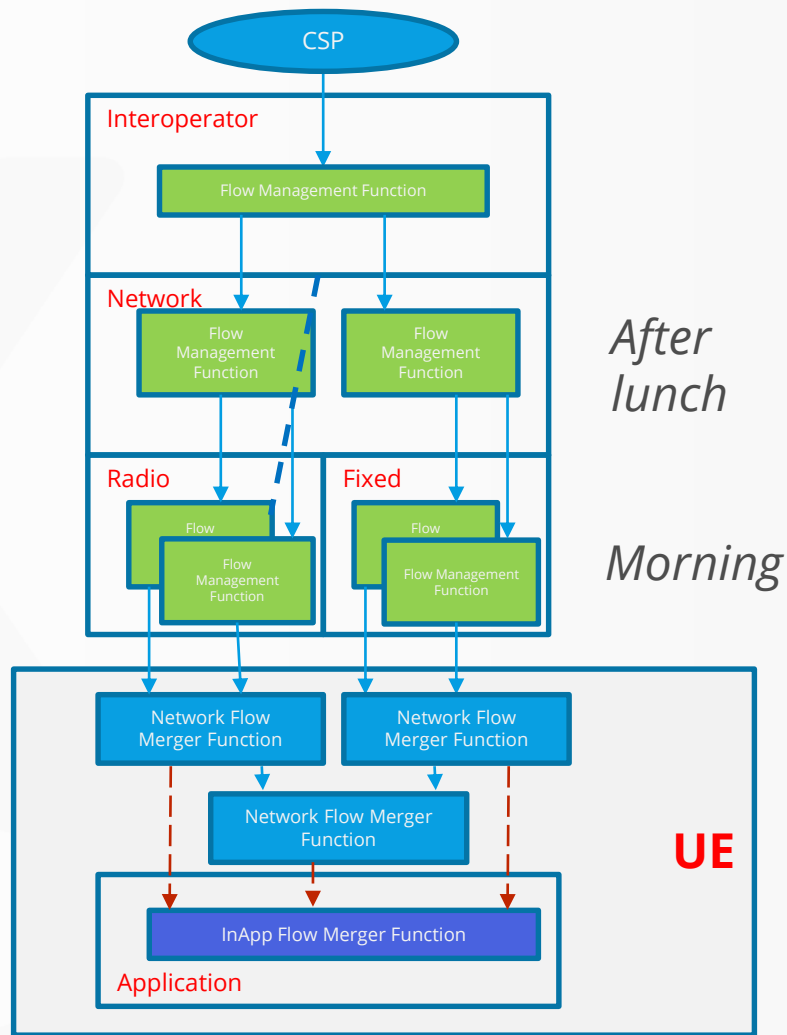 CSP
Interoperator
Flow Management Function
Network
Flow
Management
Function
Flow
Management
Function
After
lunch
Radio
Fixed
Flow
Flow
Management
Function
Flow
Flow Management
Function
Morning
Network Flow
Merger Function
Network Flow
Merger Function
Network Flow Merger
Function
UE
InApp Flow Merger Function
Application